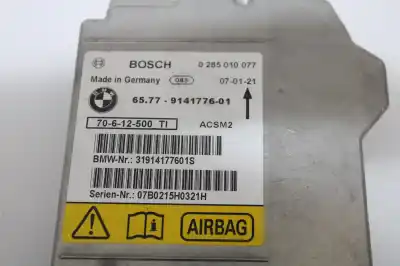 BOSCH 0 285 010 077
Made in Germany 07-01-21
BMW
65.77 - 9141776-01
70-6-12-500 TI ACSM2
BMW-Nr.: 31914177601S
Serien-Nr.: 07B0215H0321H
AIRBAG